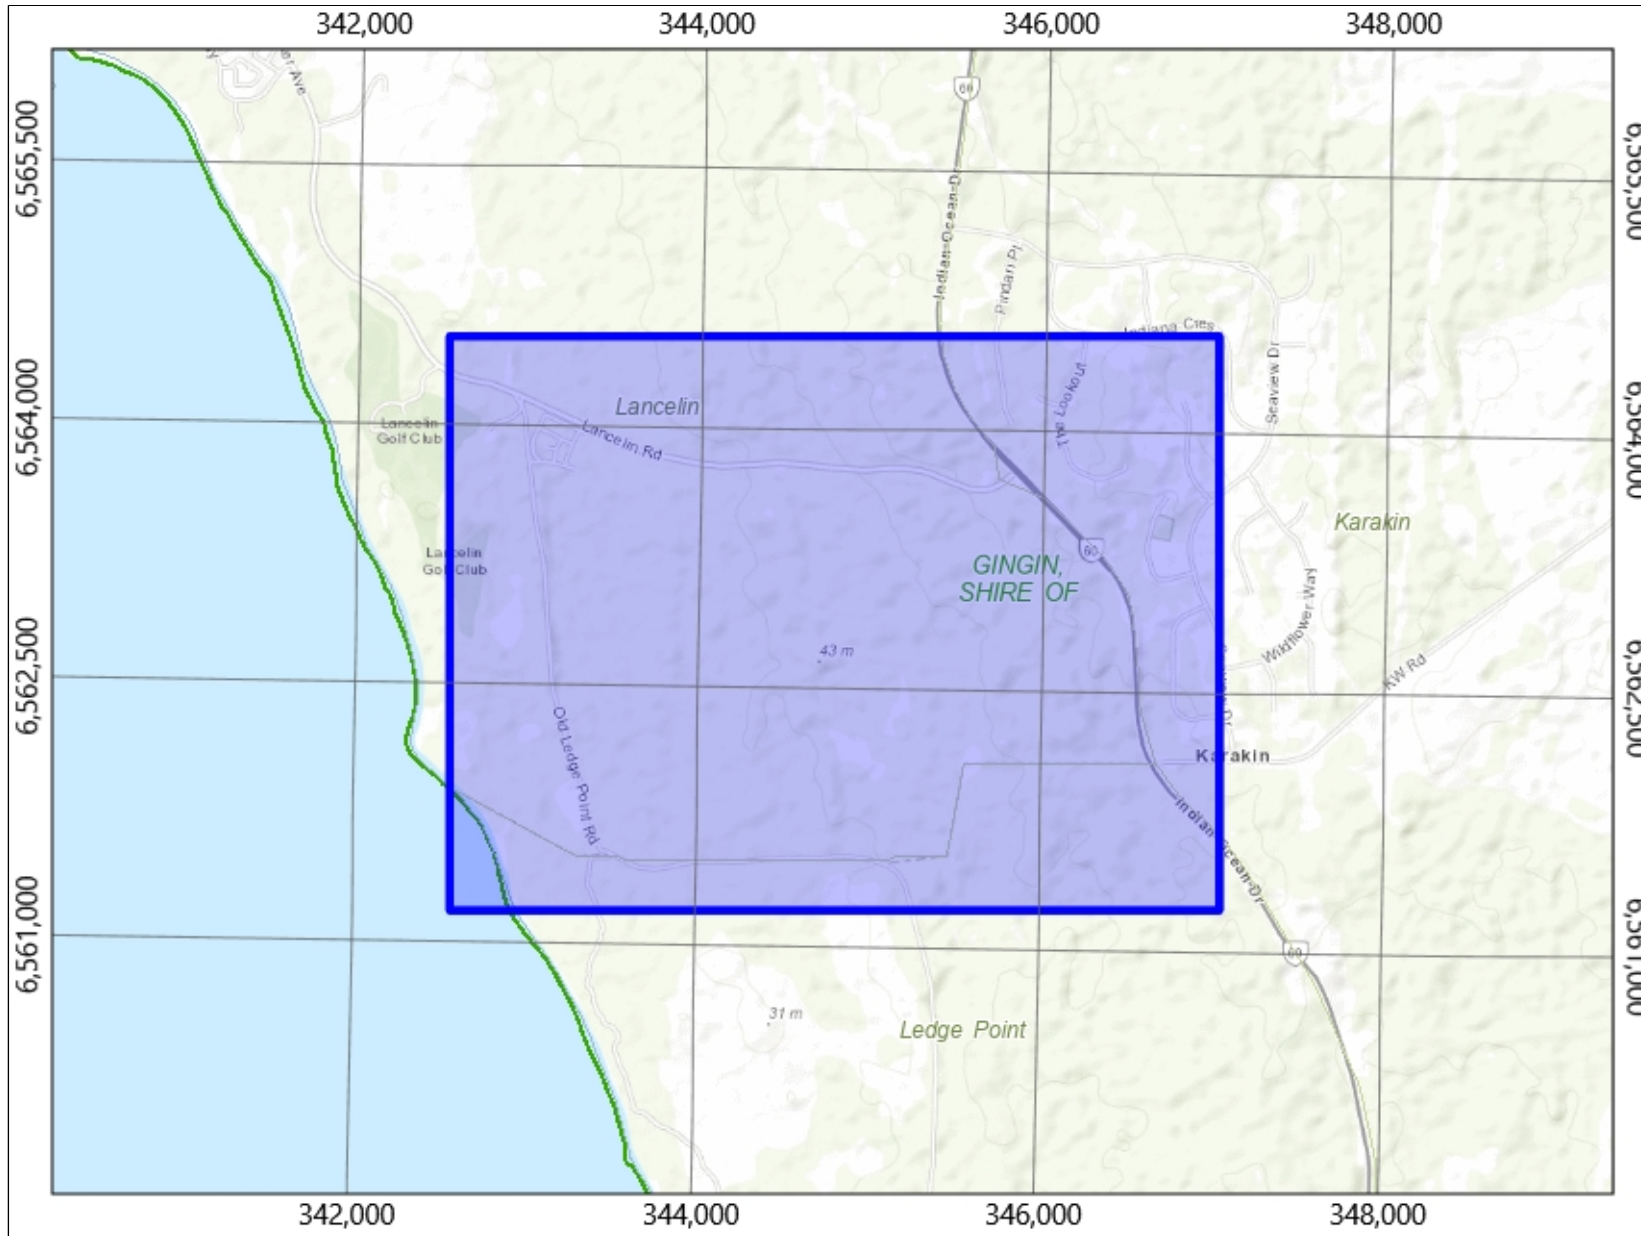 342,000
344,000
346,000
348,000
er Ave
60
6,565,500
6,565,500
Indian-Ocean-Dr
Pindari Pl
Indiana Cres
Seaview Dr
The Lookout
Lancelin
6,564,000
6,564,000
Lancelin
Golf Club
Lancelin Rd
Karakin
60
Lancelin
Golf Club
GINGIN,
SHIRE OF
Wildflower Way
43 m
6,562,500
6,562,500
KW Rd
Old Ledge Point Rd
Karakin
Indian-Ocean-Dr
6,561,000
6,561,000
60
31 m
Ledge Point
342,000
344,000
346,000
348,000